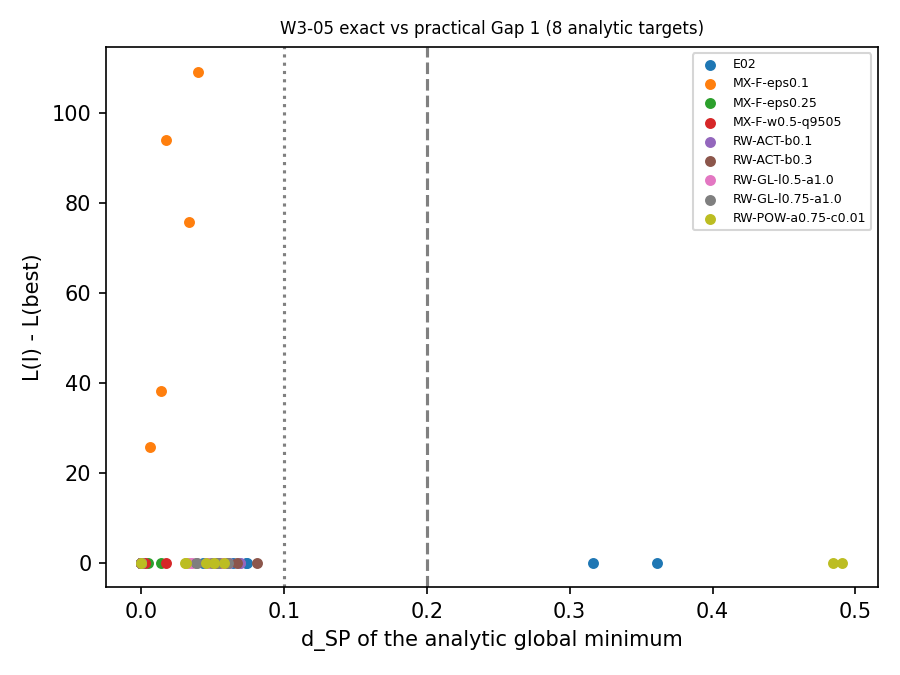 W3-05 exact vs practical Gap 1 (8 analytic targets)
E02
MX-F-eps0.1
MX-F-eps0.25
MX-F-w0.5-q9505
RW-ACT-b0.1
RW-ACT-b0.3
RW-GL-l0.5-a1.0
RW-GL-l0.75-a1.0
RW-POW-a0.75-c0.01
L(I) - L(best)
100
80
60
40
20
0
0.0 0.1 0.2 0.3 0.4 0.5
d_SP of the analytic global minimum